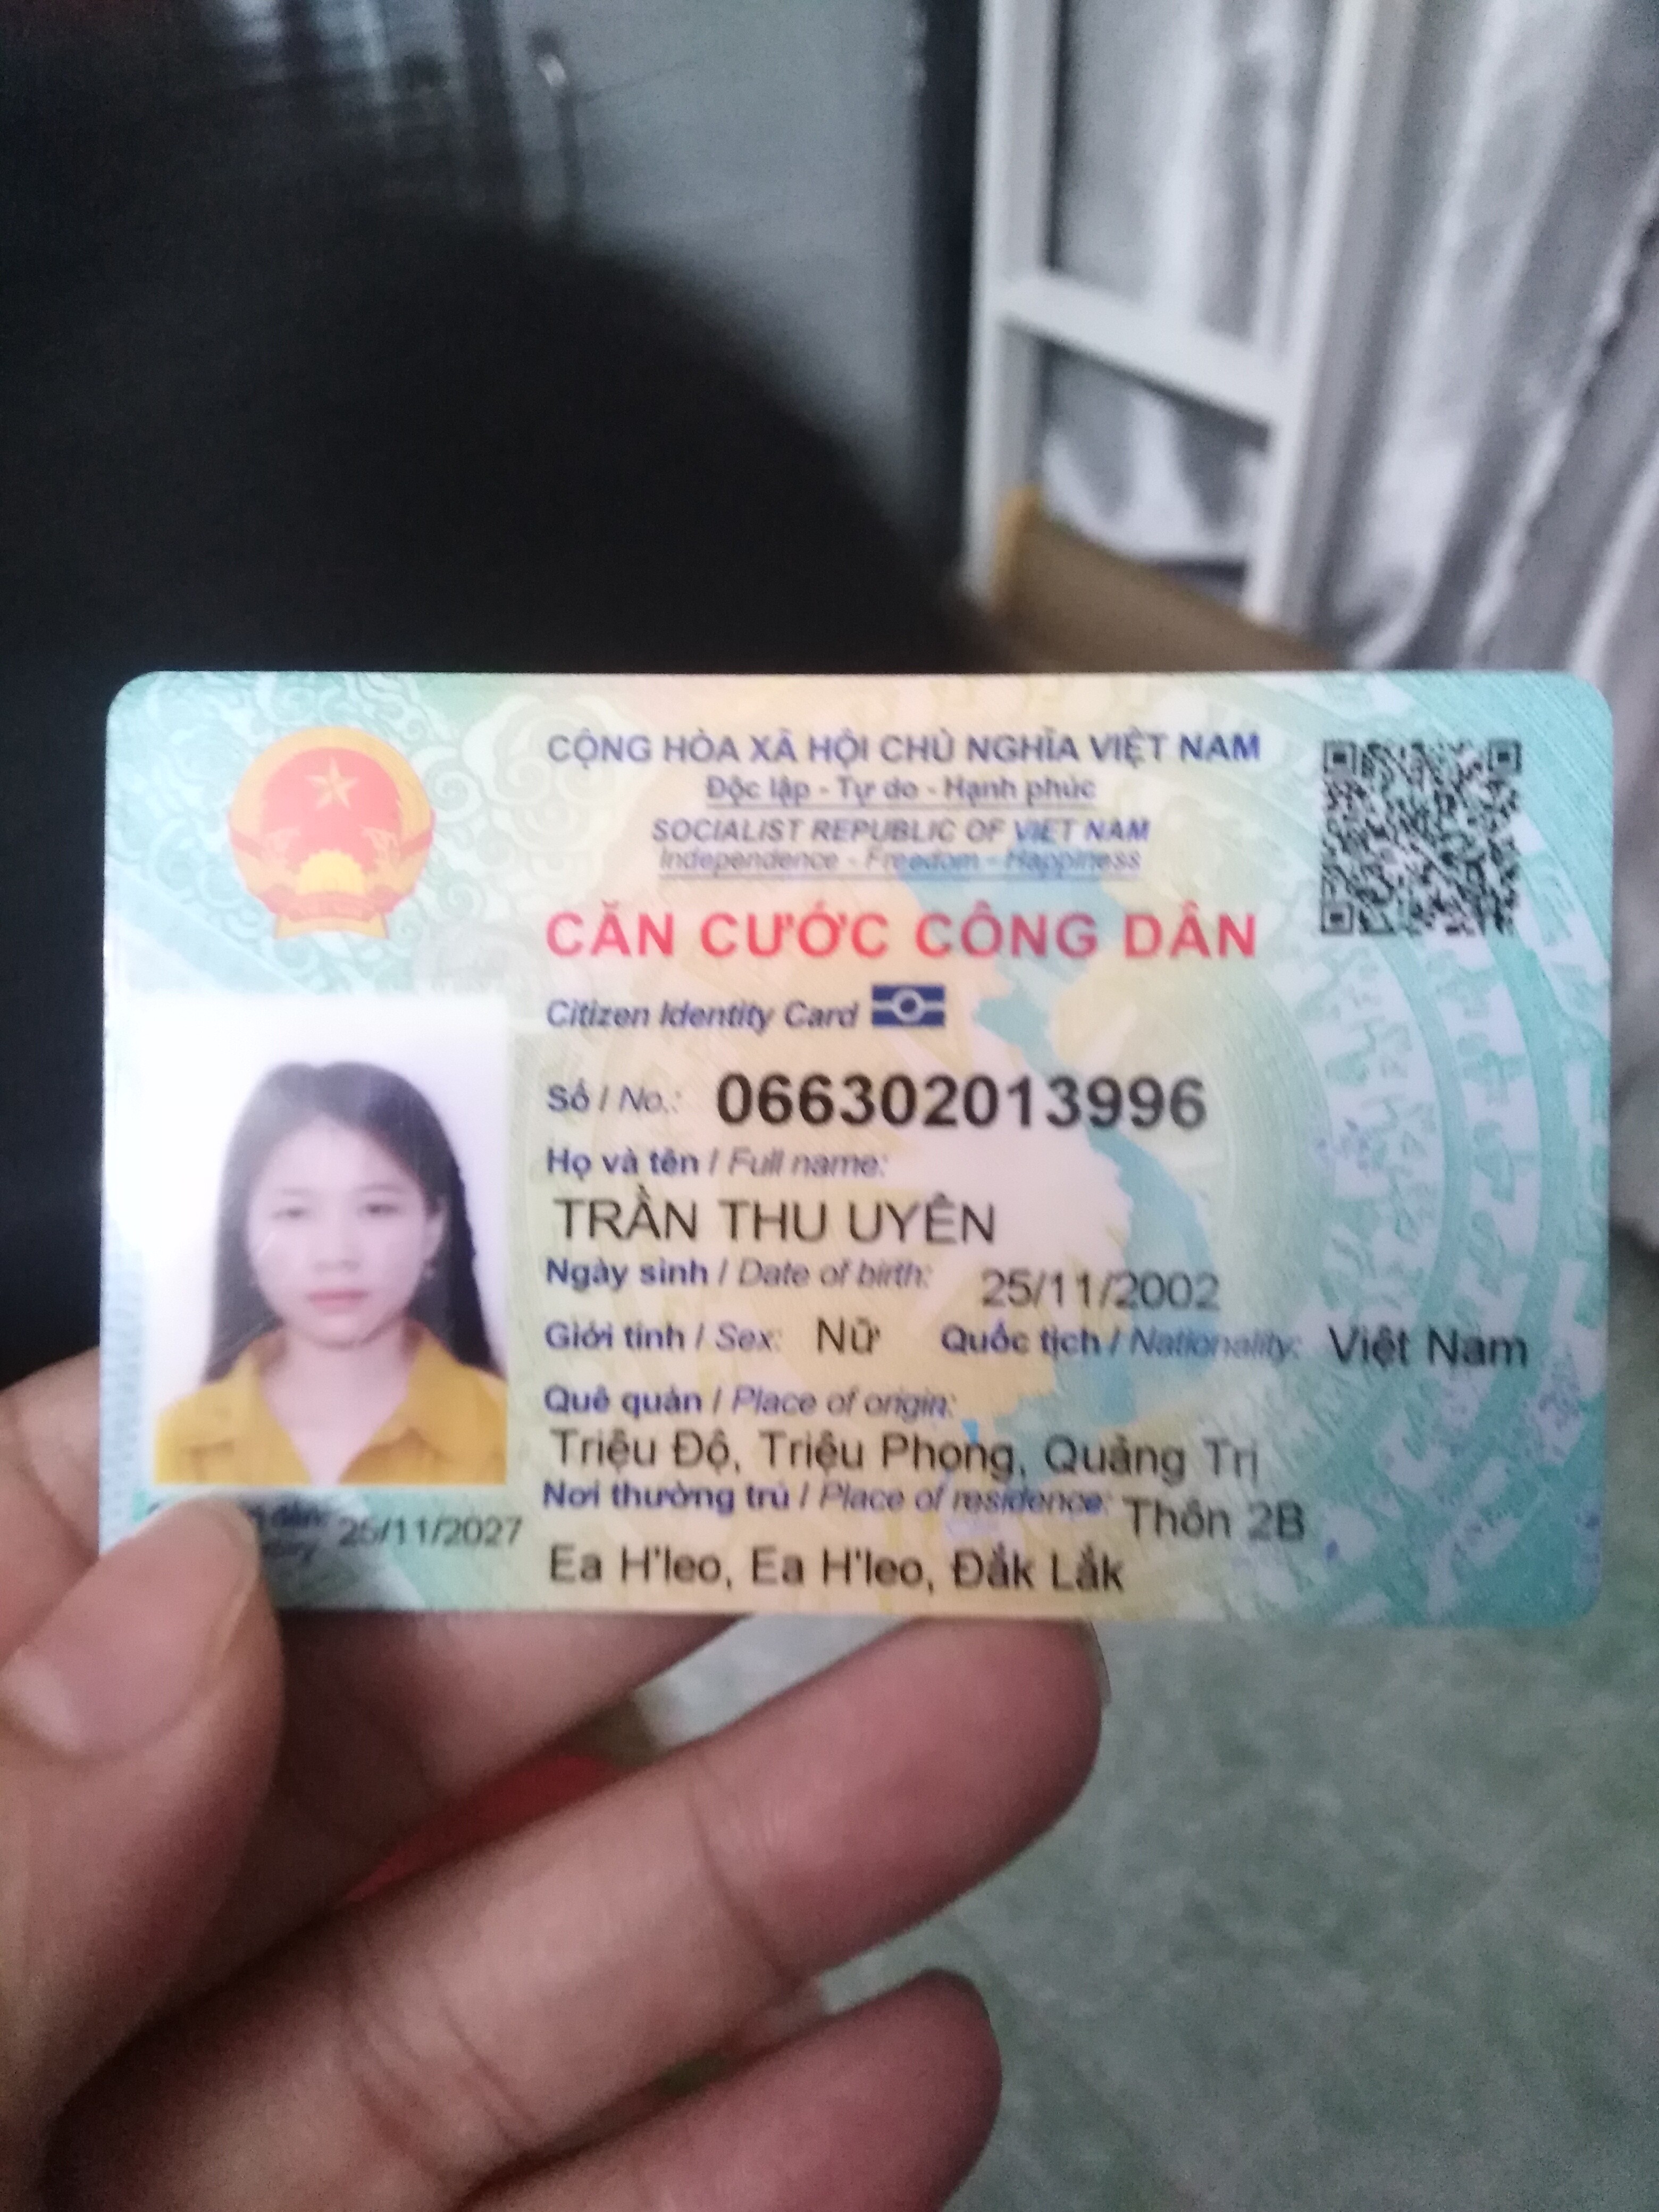 CỘNG HÒA XÃ HỘI CHỦ NGHĨA VIỆT NAM
Độc lập - Tự do - Hạnh phúc
SOCIALIST REPUBLIC OF VIET NAM
Independence - Freedom - Happiness
CĂN CƯỚC CÔNG DÂN
Citizen Identity Card
Số / No.: 066302013996
Họ và tên / Full name:
TRẦN THU UYÊN
Ngày sinh / Date of birth: 25/11/2002
Giới tính / Sex: Nữ Quốc tịch / Nationality: Việt Nam
Quê quán / Place of origin:
Triệu Độ, Triệu Phong, Quảng Trị
Nơi thường trú / Place of residence: Thôn 2B
Ea H'leo, Ea H'leo, Đắk Lắk
25/11/2027